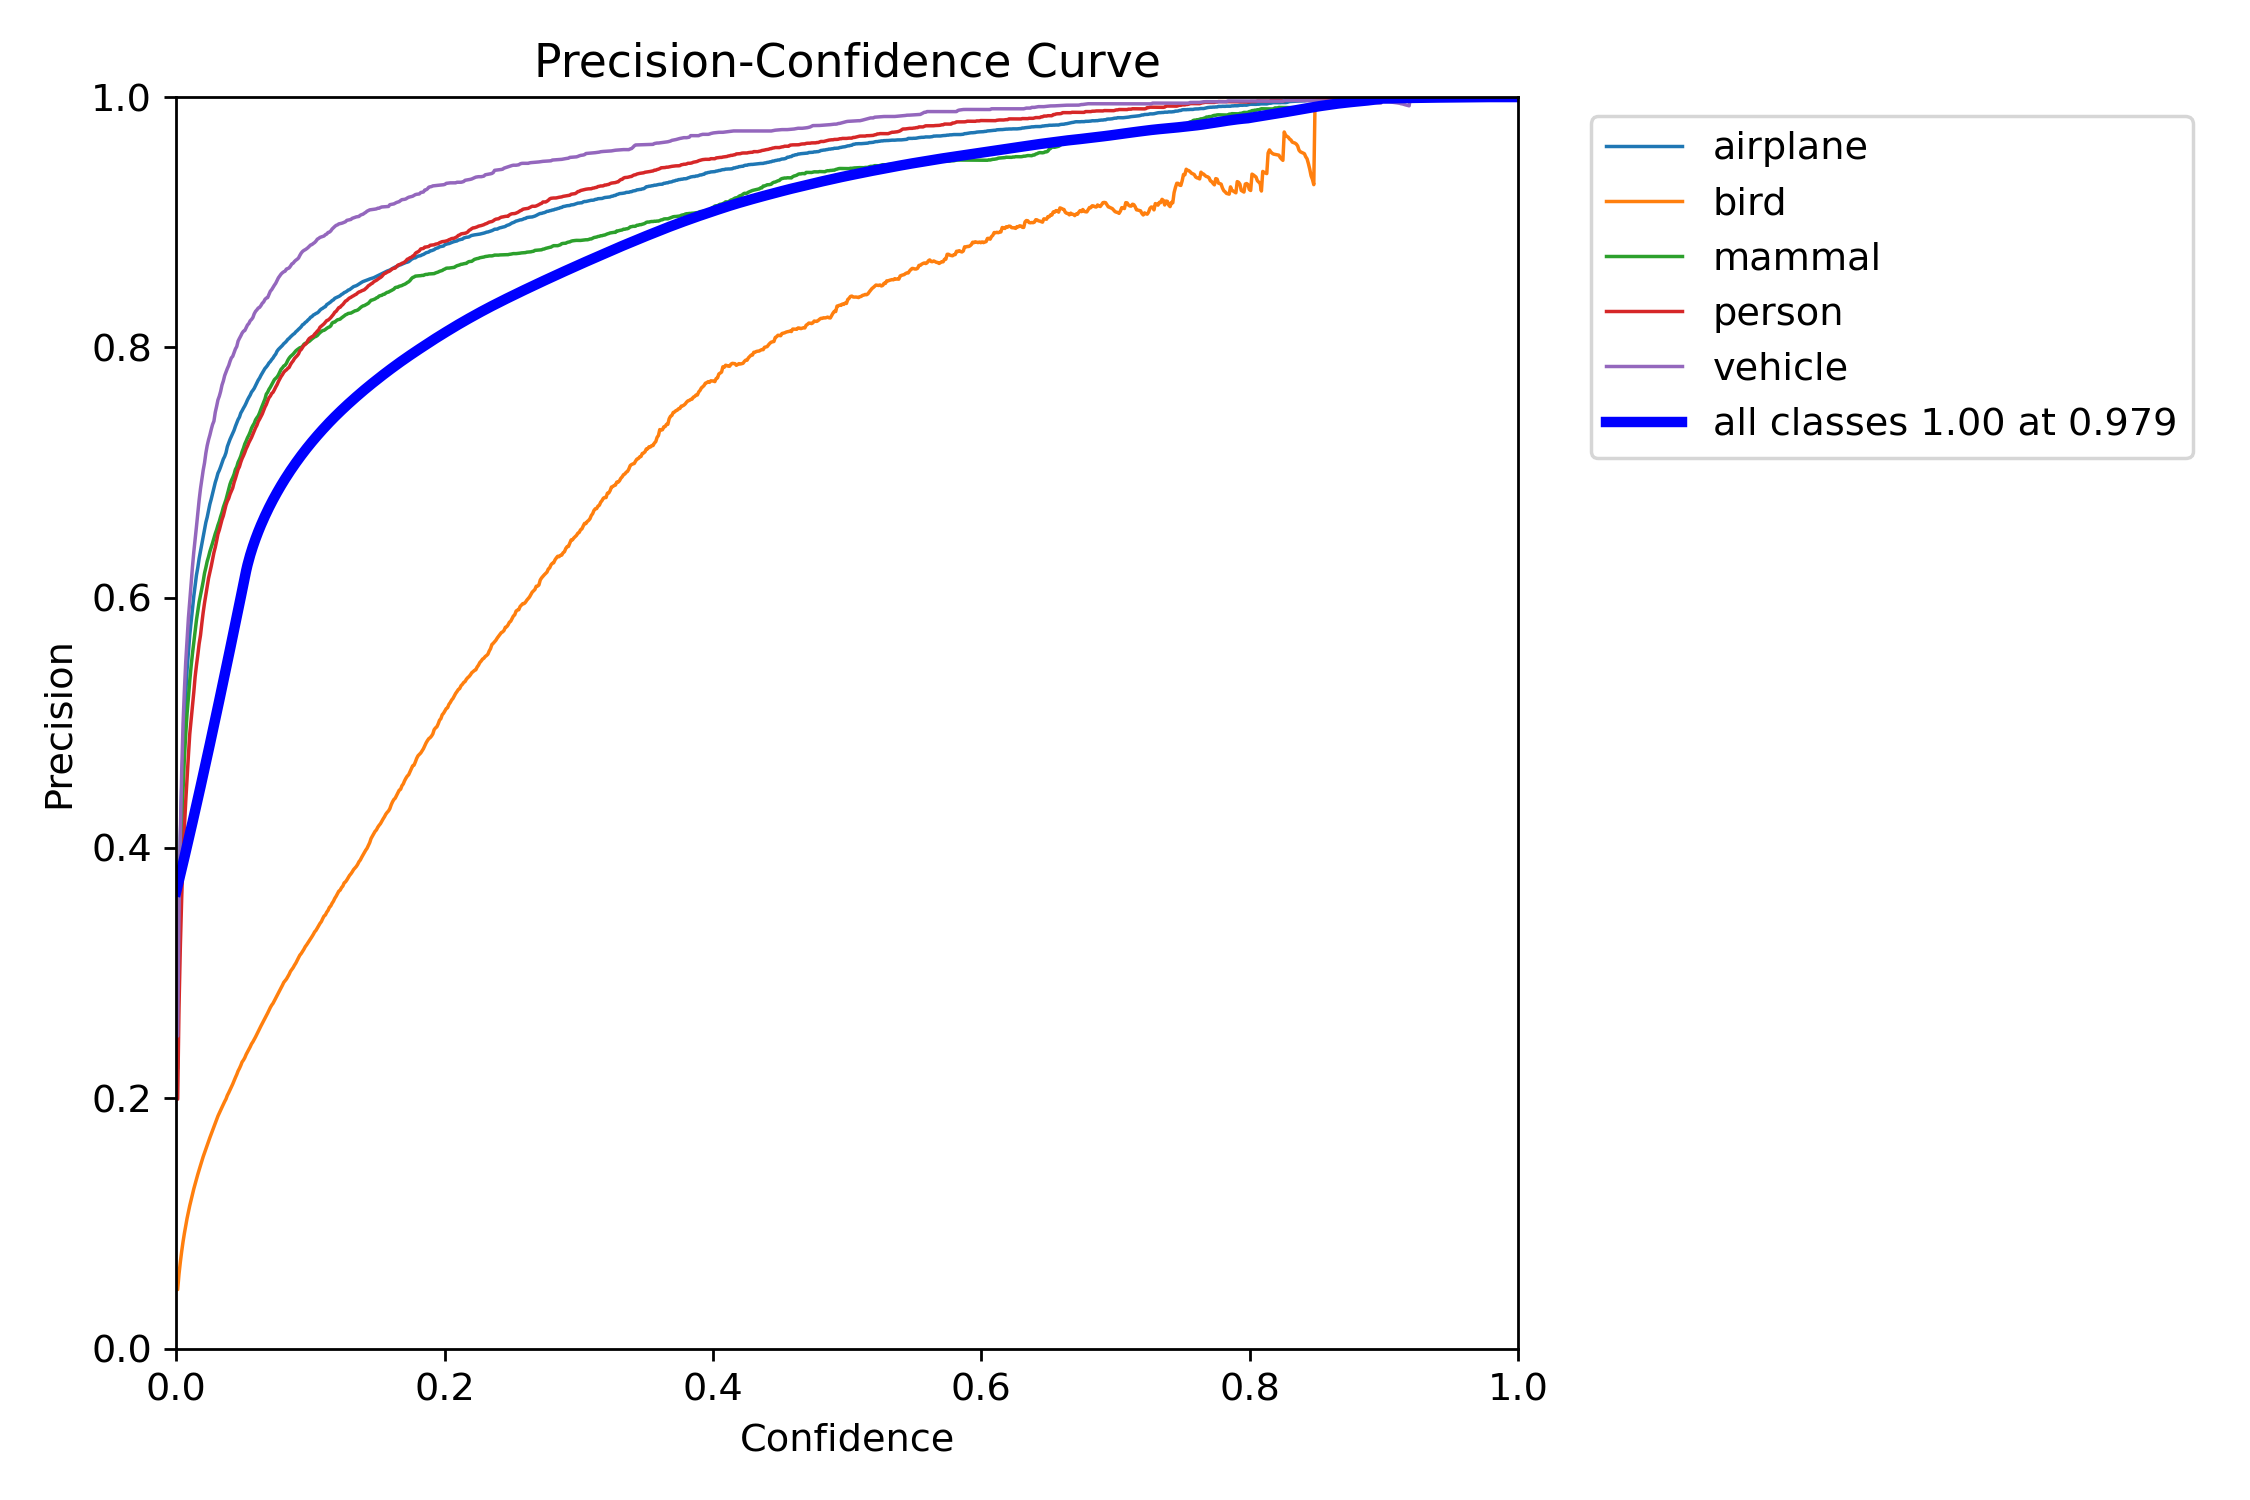 Precision-Confidence Curve
1.0
0.8
0.6
0.4
0.2
0.0
Precision
0.0 0.2 0.4 0.6 0.8 1.0
Confidence
airplane
bird
mammal
person
vehicle
all classes 1.00 at 0.979